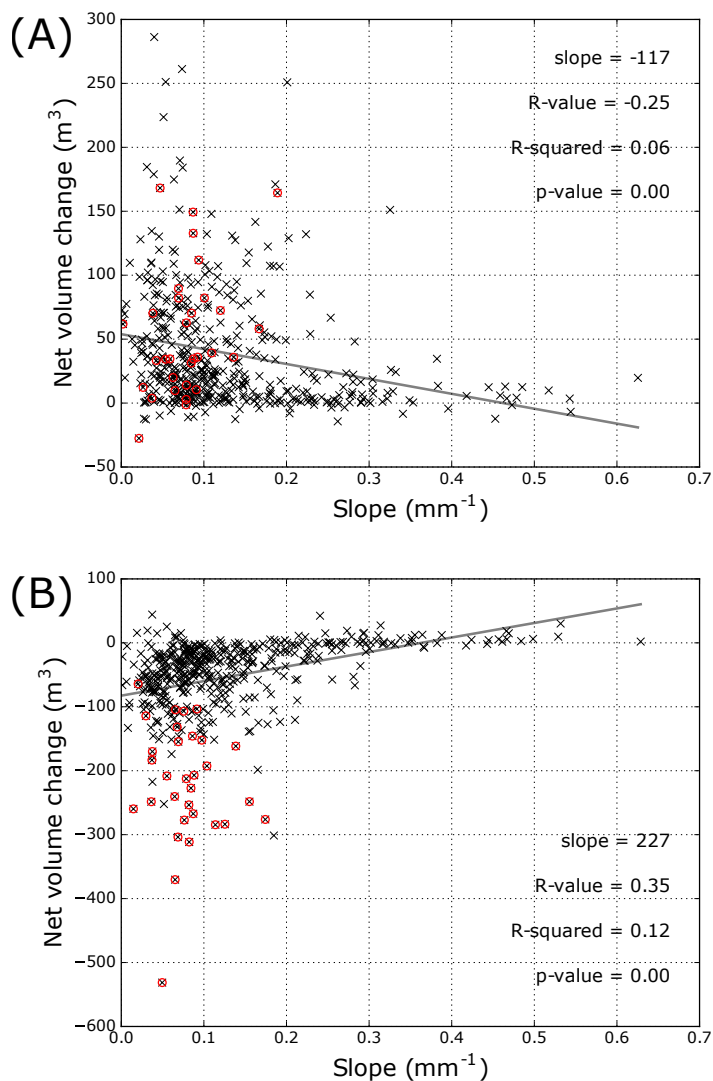 (A)
300
250
200
150
100
50
0
−50
Net volume change (m³)
slope = -117
R-value = -0.25
R-squared = 0.06
p-value = 0.00
0.0 0.1 0.2 0.3 0.4 0.5 0.6 0.7
Slope (mm⁻¹)
(B)
100
0
−100
−200
−300
−400
−500
−600
Net volume change (m³)
slope = 227
R-value = 0.35
R-squared = 0.12
p-value = 0.00
0.0 0.1 0.2 0.3 0.4 0.5 0.6 0.7
Slope (mm⁻¹)